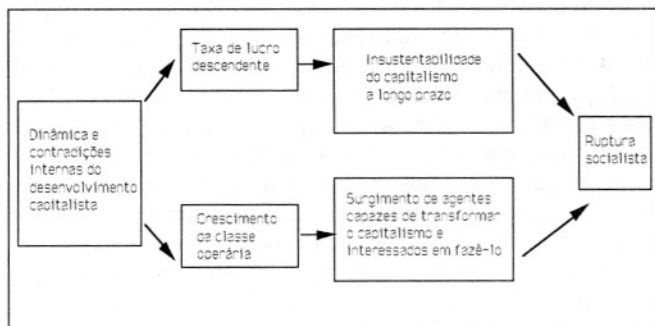 Dinâmica e
contradições
internas do
desenvolvimento
capitalista
Taxa de lucro
descendente
Insustentabilidade
do capitalismo
a longo prazo
Crescimento
da classe
operária
Surgimento de agentes
capazes de transformar
o capitalismo e
interessados em fazê-lo
Ruptura
socialista